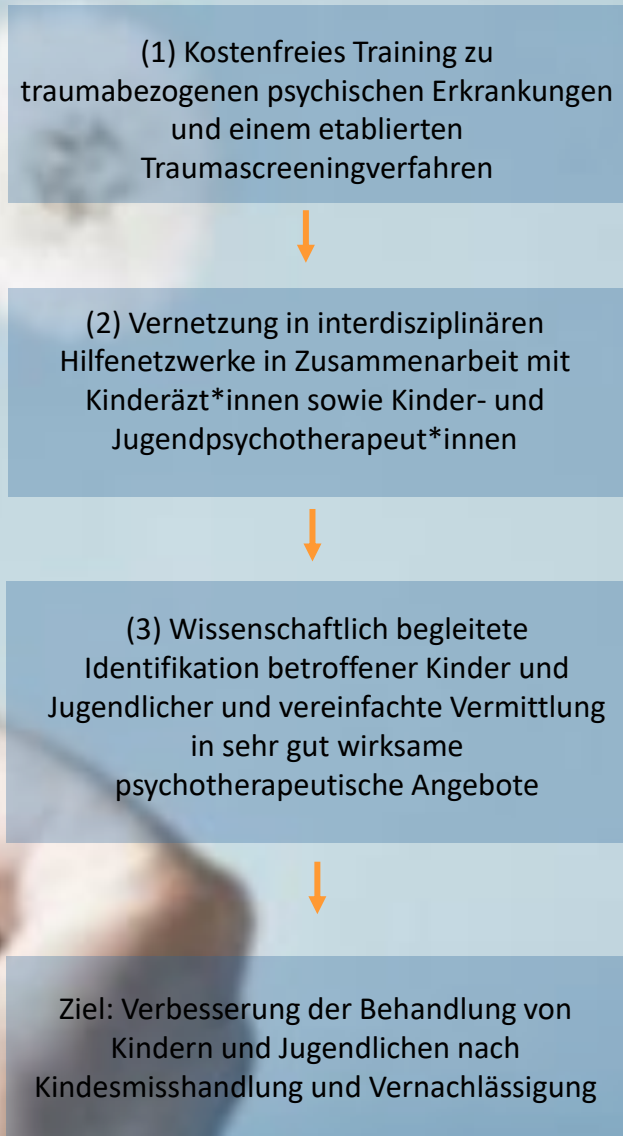 (1) Kostenfreies Training zu
traumabezogenen psychischen Erkrankungen
und einem etablierten
Traumascreeningverfahren
(2) Vernetzung in interdisziplinären
Hilfenetzwerke in Zusammenarbeit mit
Kinderäzt*innen sowie Kinder- und
Jugendpsychotherapeut*innen
(3) Wissenschaftlich begleitete
Identifikation betroffener Kinder und
Jugendlicher und vereinfachte Vermittlung
in sehr gut wirksame
psychotherapeutische Angebote
Ziel: Verbesserung der Behandlung von
Kindern und Jugendlichen nach
Kindesmisshandlung und Vernachlässigung